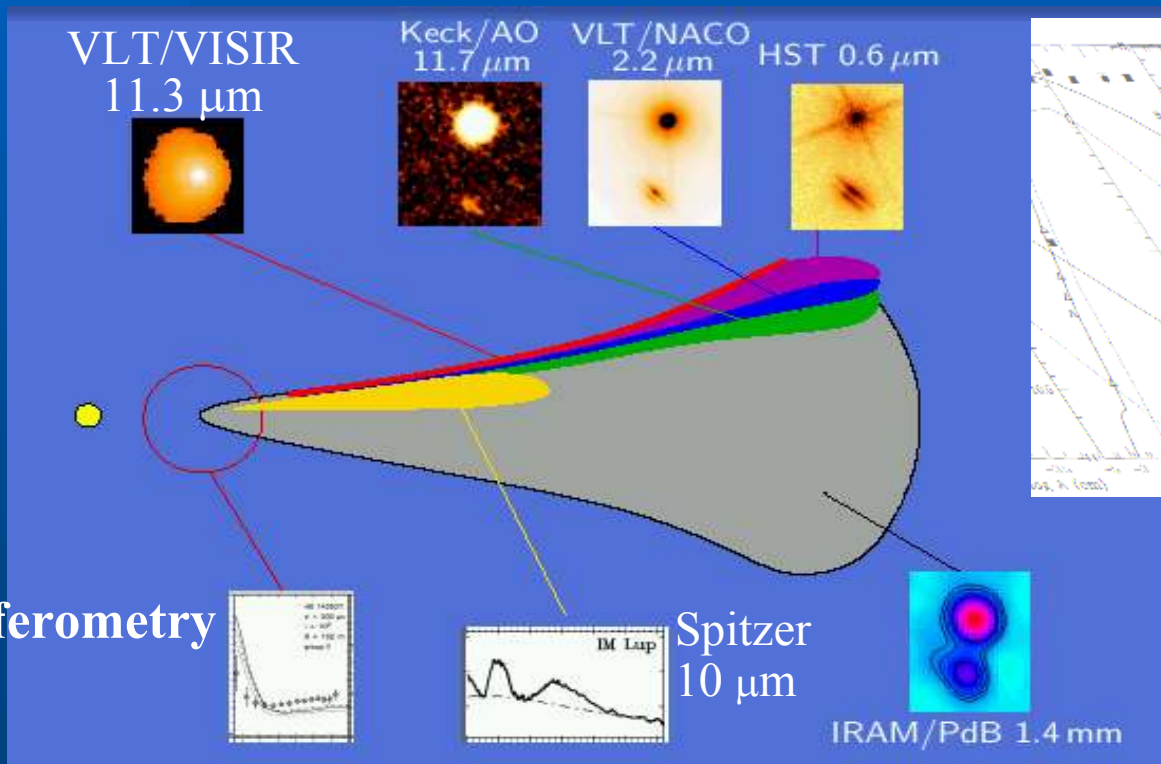 VLT/VISIR
11.3 μm
Keck/AO
11.7 μm
VLT/NACO
2.2 μm
HST 0.6 μm
ferometry
IM Lup
Spitzer
10 μm
IRAM/PdB 1.4 mm
(cm)